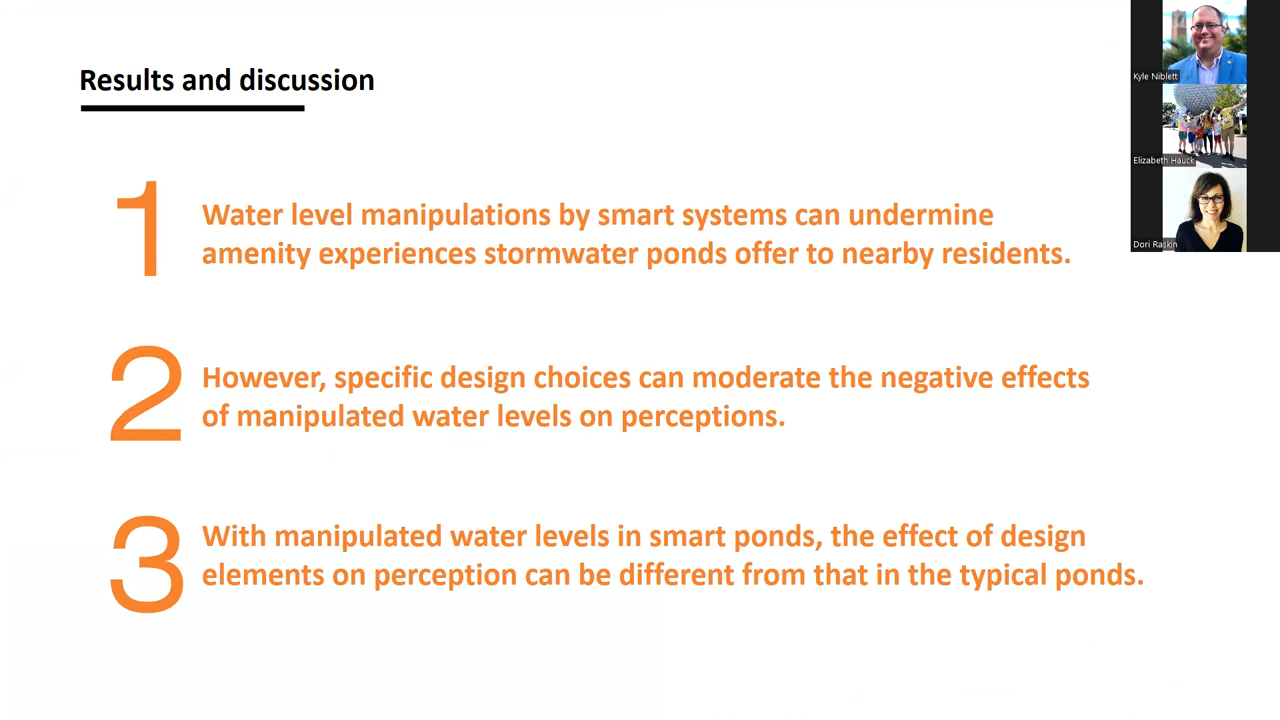 Results and discussion
1
Water level manipulations by smart systems can undermine
amenity experiences stormwater ponds offer to nearby residents.
2
However, specific design choices can moderate the negative effects
of manipulated water levels on perceptions.
3
With manipulated water levels in smart ponds, the effect of design
elements on perception can be different from that in the typical ponds.
Kyle Niblett
Elizabeth Hauck
Dori Raskin